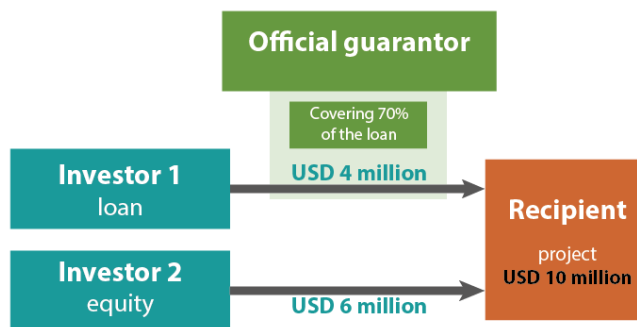 Official guarantor
Covering 70%
of the loan
Investor 1
loan
USD 4 million
Investor 2
equity
USD 6 million
Recipient
project
USD 10 million